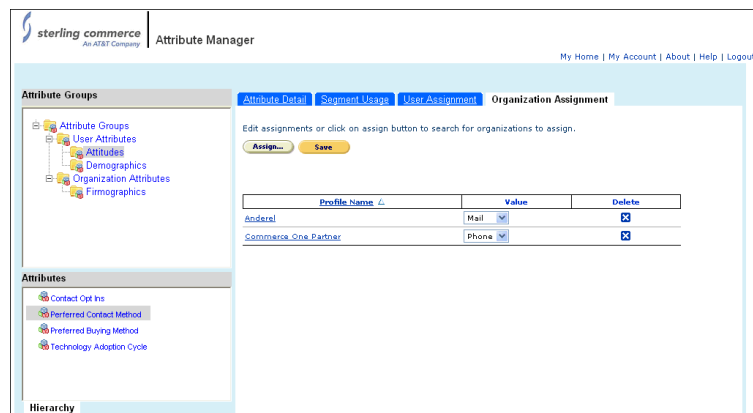 sterling commerce
An AT&T Company
Attribute Manager
My Home | My Account | About | Help | Logout
Attribute Groups
Attribute Groups
User Attributes
Attitudes
Demographics
Organization Attributes
Firmographics
Attributes
Contact Opt Ins
Perferred Contact Method
Preferred Buying Method
Technology Adoption Cycle
Hierarchy
Attribute Detail Segment Usage User Assignment Organization Assignment
Edit assignments or click on assign button to search for organizations to assign.
Assign... Save
Profile Name Value Delete
Anderel Mail
Commerce One Partner Phone